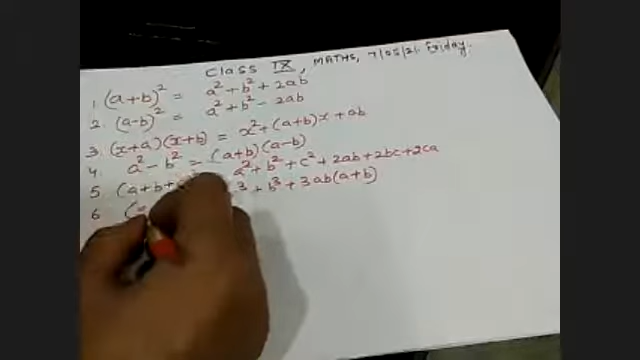 Class IX, MATHS, 7/05/21 Friday.
1. (a+b)² = a² + b² + 2ab
2. (a-b)² = a² + b² - 2ab
3. (x+a)(x+b) = x² + (a+b)x + ab
4. a² - b² = (a+b)(a-b)
5 (a+b+ a² + b² + c² + 2ab + 2bc + 2ca
6 ( ³ + b³ + 3ab(a+b)